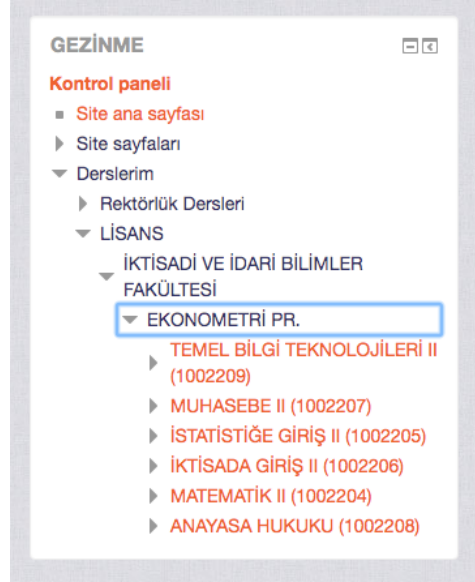 GEZİNME
Kontrol paneli
Site ana sayfası
Site sayfaları
Derslerim
Rektörlük Dersleri
LİSANS
İKTİSADİ VE İDARİ BİLİMLER
FAKÜLTESİ
EKONOMETRİ PR.
TEMEL BİLGİ TEKNOLOJİLERİ II
(1002209)
MUHASEBE II (1002207)
İSTATİSTİĞE GİRİŞ II (1002205)
İKTİSADA GİRİŞ II (1002206)
MATEMATİK II (1002204)
ANAYASA HUKUKU (1002208)